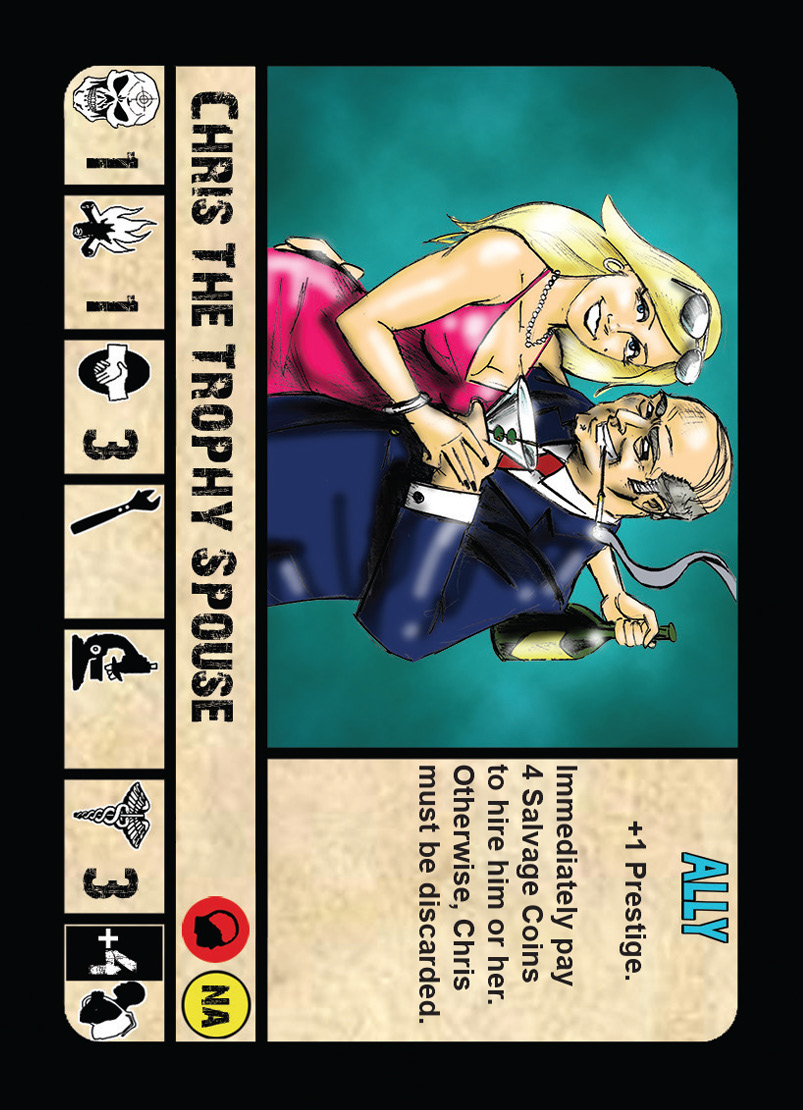 ALLY
+1 Prestige.
Immediately pay
4 Salvage Coins
to hire him or her.
Otherwise, Chris
must be discarded.
CHRIS THE TROPHY SPOUSE
NA
1
1
3
3
+